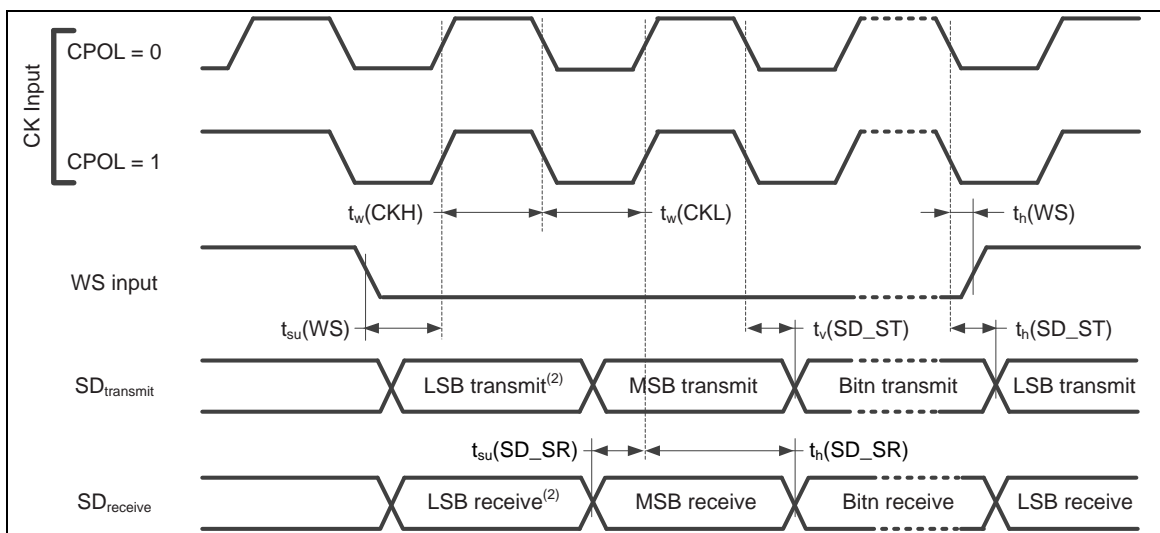 CK Input
CPOL = 0
CPOL = 1
tw(CKH)
tw(CKL)
th(WS)
WS input
tsu(WS)
tv(SD_ST)
th(SD_ST)
SDtransmit
LSB transmit(2)
MSB transmit
Bitn transmit
LSB transmit
tsu(SD_SR)
th(SD_SR)
SDreceive
LSB receive(2)
MSB receive
Bitn receive
LSB receive